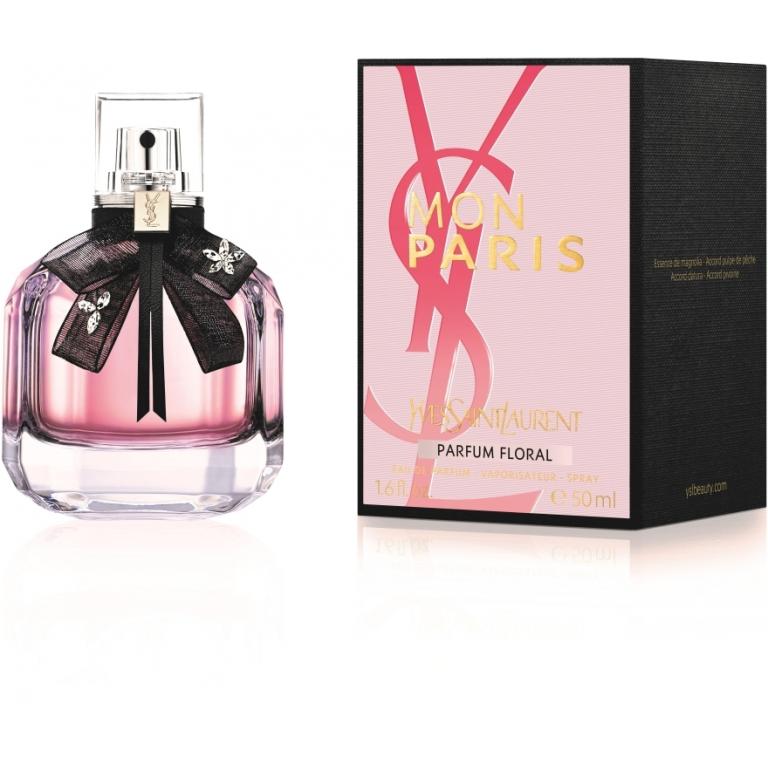 YSL
MON
PARIS
YVESSAINTLAURENT
PARFUM FLORAL
EAU DE PARFUM - VAPORISATEUR - SPRAY
1.6 fl. oz. ℮ 50 ml
Essence de magnolia - Accord pulpe de pêche
Accord datura - Accord pivoine
yslbeauty.com